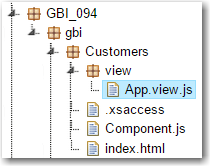 GBI_094
gbi
Customers
view
App.view.js
.xsaccess
Component.js
index.html